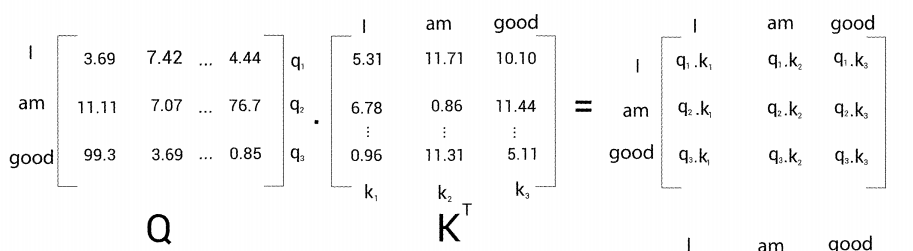 I am good I am good
I 3.69 7.42 ... 4.44 q₁ 5.31 11.71 10.10 I q₁.k₁ q₁.k₂ q₁.k₃
am 11.11 7.07 ... 76.7 q₂ . 6.78 0.86 11.44 = am q₂.k₁ q₂.k₂ q₂.k₃
⋮ ⋮ ⋮
good 99.3 3.69 ... 0.85 q₃ 0.96 11.31 5.11 good q₃.k₁ q₃.k₂ q₃.k₃
k₁ k₂ k₃
Q Kᵀ
I am good